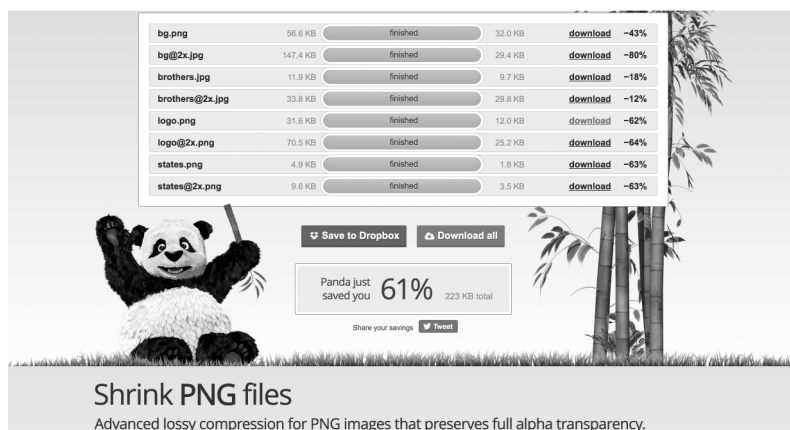 bg.png 56.6 KB finished 32.0 KB download −43%
bg@2x.jpg 147.4 KB finished 29.4 KB download −80%
brothers.jpg 11.9 KB finished 9.7 KB download −18%
brothers@2x.jpg 33.8 KB finished 29.8 KB download −12%
logo.png 31.6 KB finished 12.0 KB download −62%
logo@2x.png 70.5 KB finished 25.2 KB download −64%
states.png 4.9 KB finished 1.8 KB download −63%
states@2x.png 9.6 KB finished 3.5 KB download −63%
Save to Dropbox Download all
Panda just
saved you 61% 223 KB total
Share your savings Tweet
Shrink PNG files
Advanced lossy compression for PNG images that preserves full alpha transparency.